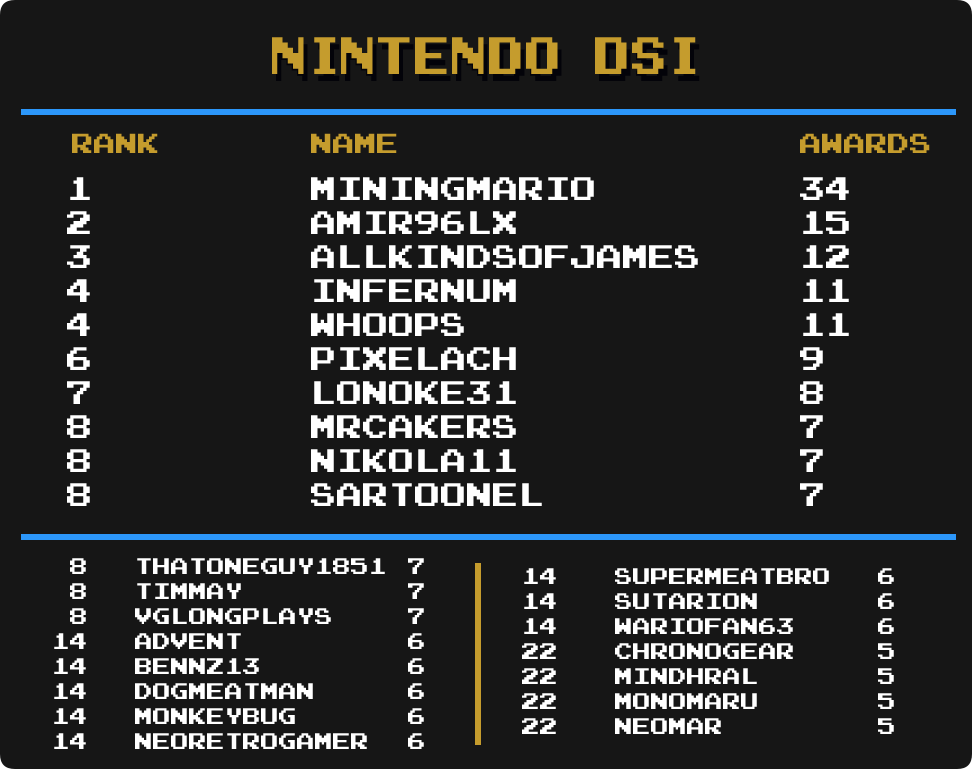 NINTENDO DSI
RANK NAME AWARDS
1 MININGMARIO 34
2 AMIR96LX 15
3 ALLKINDSOFJAMES 12
4 INFERNUM 11
4 WHOOPS 11
6 PIXELACH 9
7 LONOKE31 8
8 MRCAKERS 7
8 NIKOLA11 7
8 SARTOONEL 7
8 THATONEGUY1851 7
8 TIMMAY 7
8 VGLONGPLAYS 7
14 ADVENT 6
14 BENNZ13 6
14 DOGMEATMAN 6
14 MONKEYBUG 6
14 NEORETROGAMER 6
14 SUPERMEATBRO 6
14 SUTARION 6
14 WARIOFAN63 6
22 CHRONOGEAR 5
22 MINDHRAL 5
22 MONOMARU 5
22 NEOMAR 5